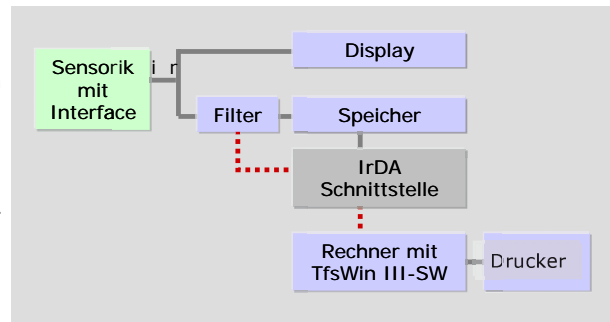 Display
Sensorik
mit
Interface
i r
Filter
Speicher
IrDA
Schnittstelle
Rechner mit
TfsWin III-SW
Drucker